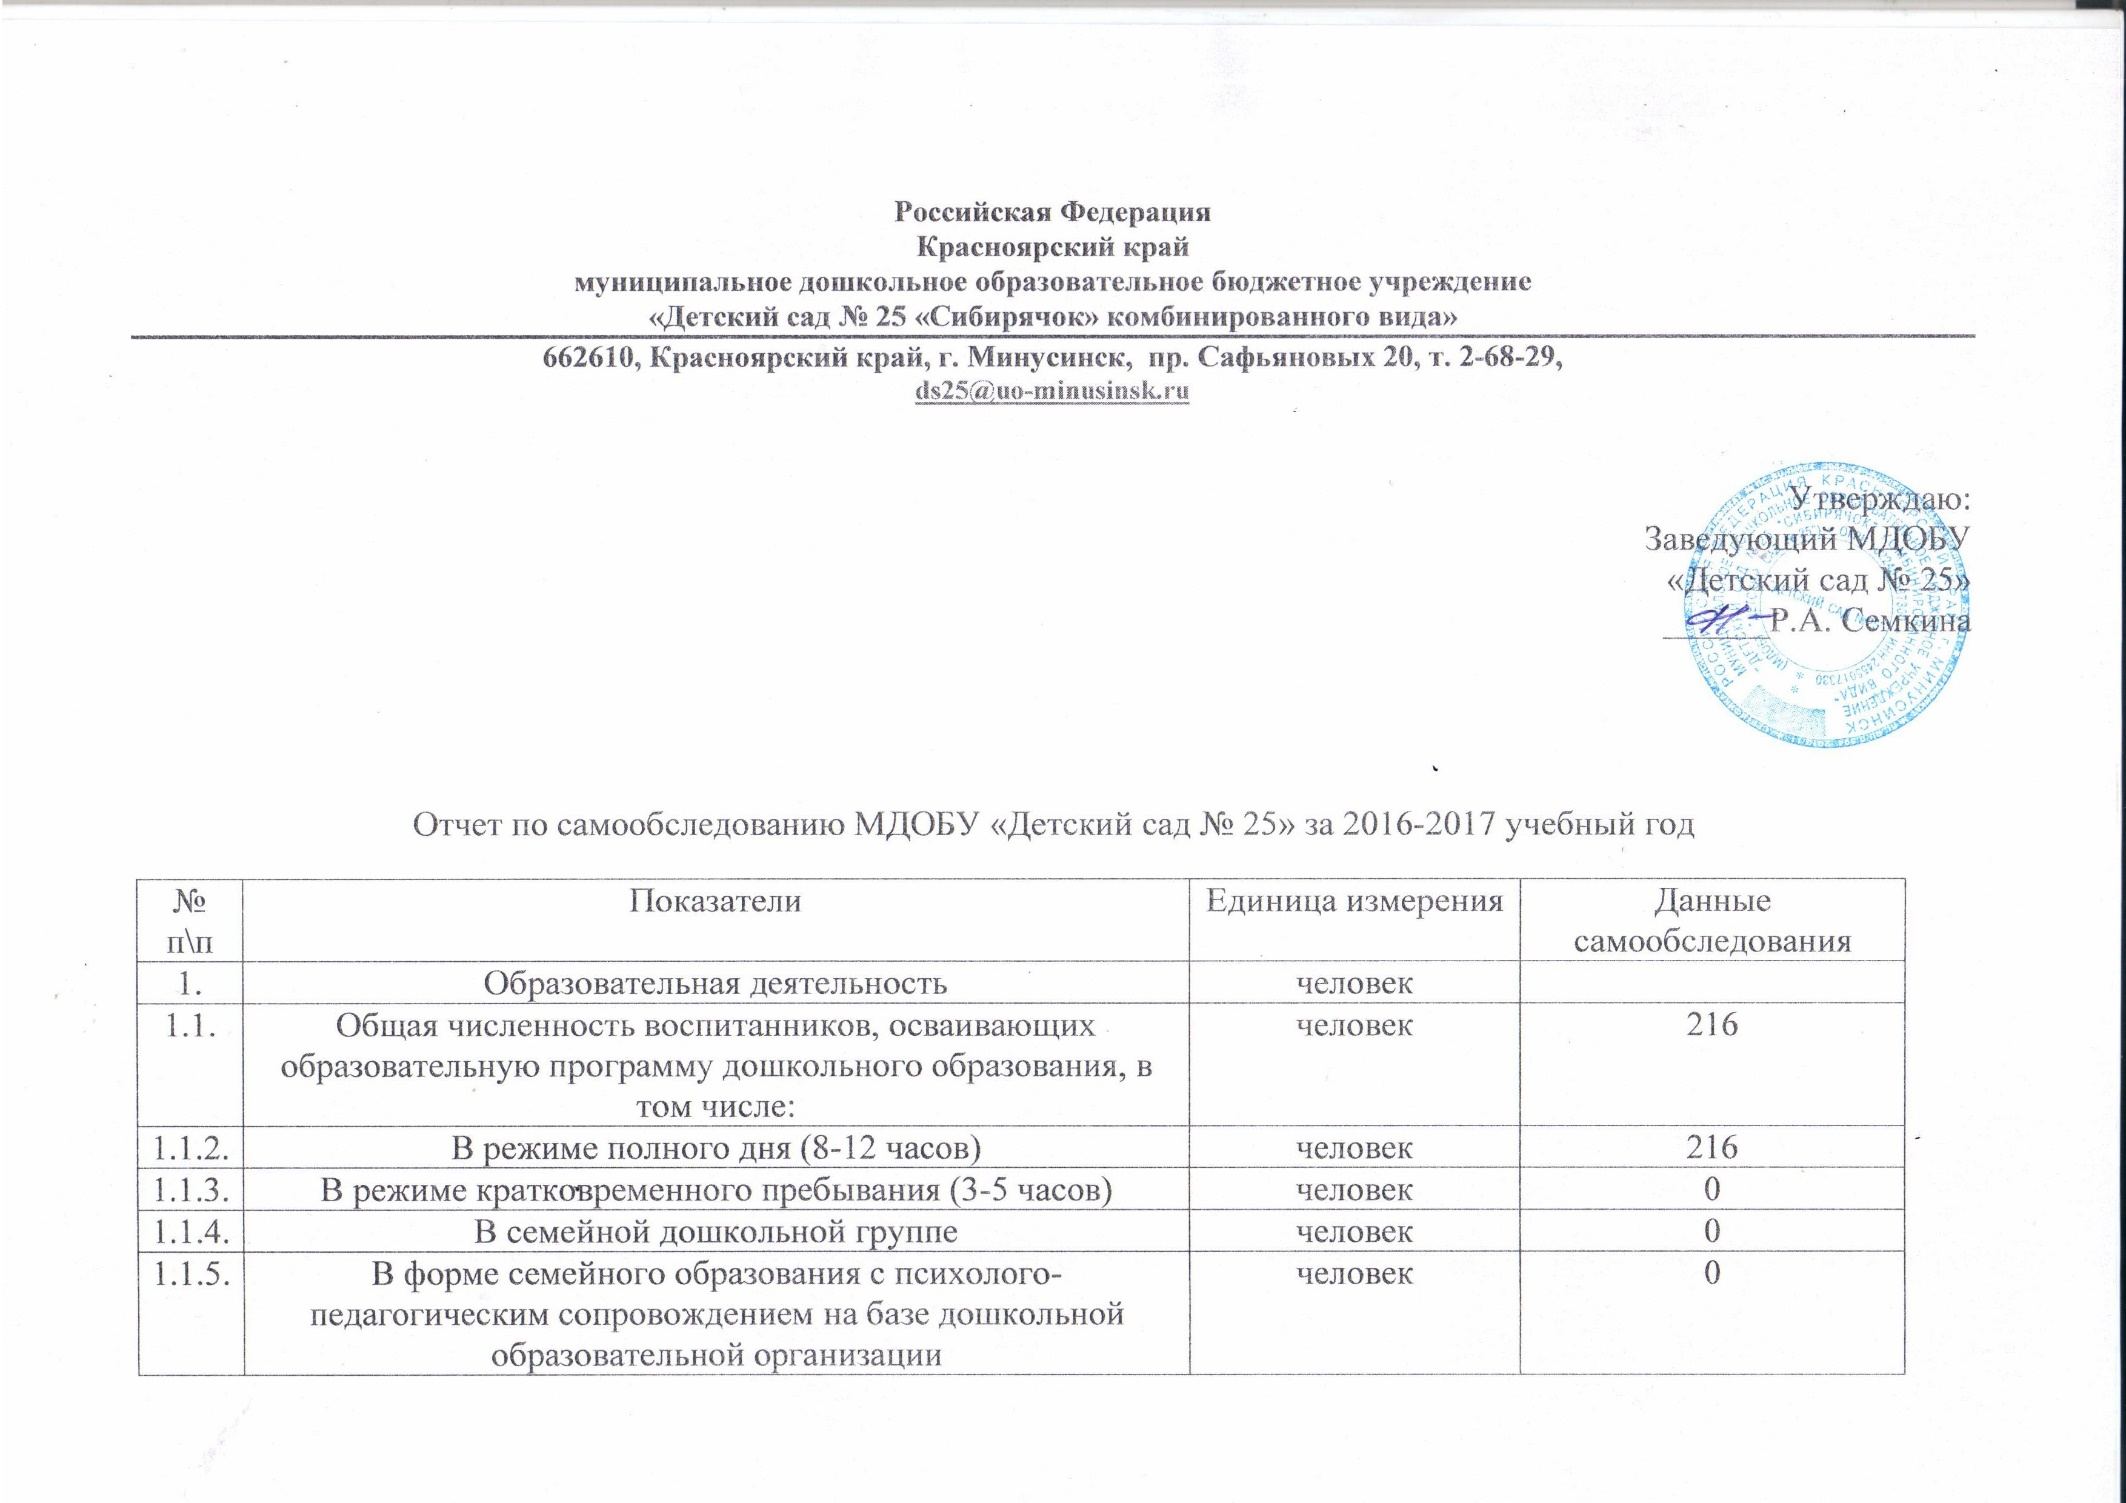 Российская Федерация
Красноярский край
муниципальное дошкольное образовательное бюджетное учреждение
«Детский сад № 25 «Сибирячок» комбинированного вида»
662610, Красноярский край, г. Минусинск,  пр. Сафьяновых 20, т. 2-68-29,
ds25@uo-minusinsk.ru
Утверждаю:
Заведующий МДОБУ
«Детский сад № 25»
Р.А. Семкина
Отчет по самообследованию МДОБУ «Детский сад № 25» за 2016-2017 учебный год
№ Показатели Единица измерения Данные
п\п самообследования
1. Образовательная деятельность человек
1.1. Общая численность воспитанников, осваивающих человек 216
образовательную программу дошкольного образования, в
том числе:
1.1.2. В режиме полного дня (8-12 часов) человек 216
1.1.3. В режиме кратковременного пребывания (3-5 часов) человек 0
1.1.4. В семейной дошкольной группе человек 0
1.1.5. В форме семейного образования с психолого- человек 0
педагогическим сопровождением на базе дошкольной
образовательной организации